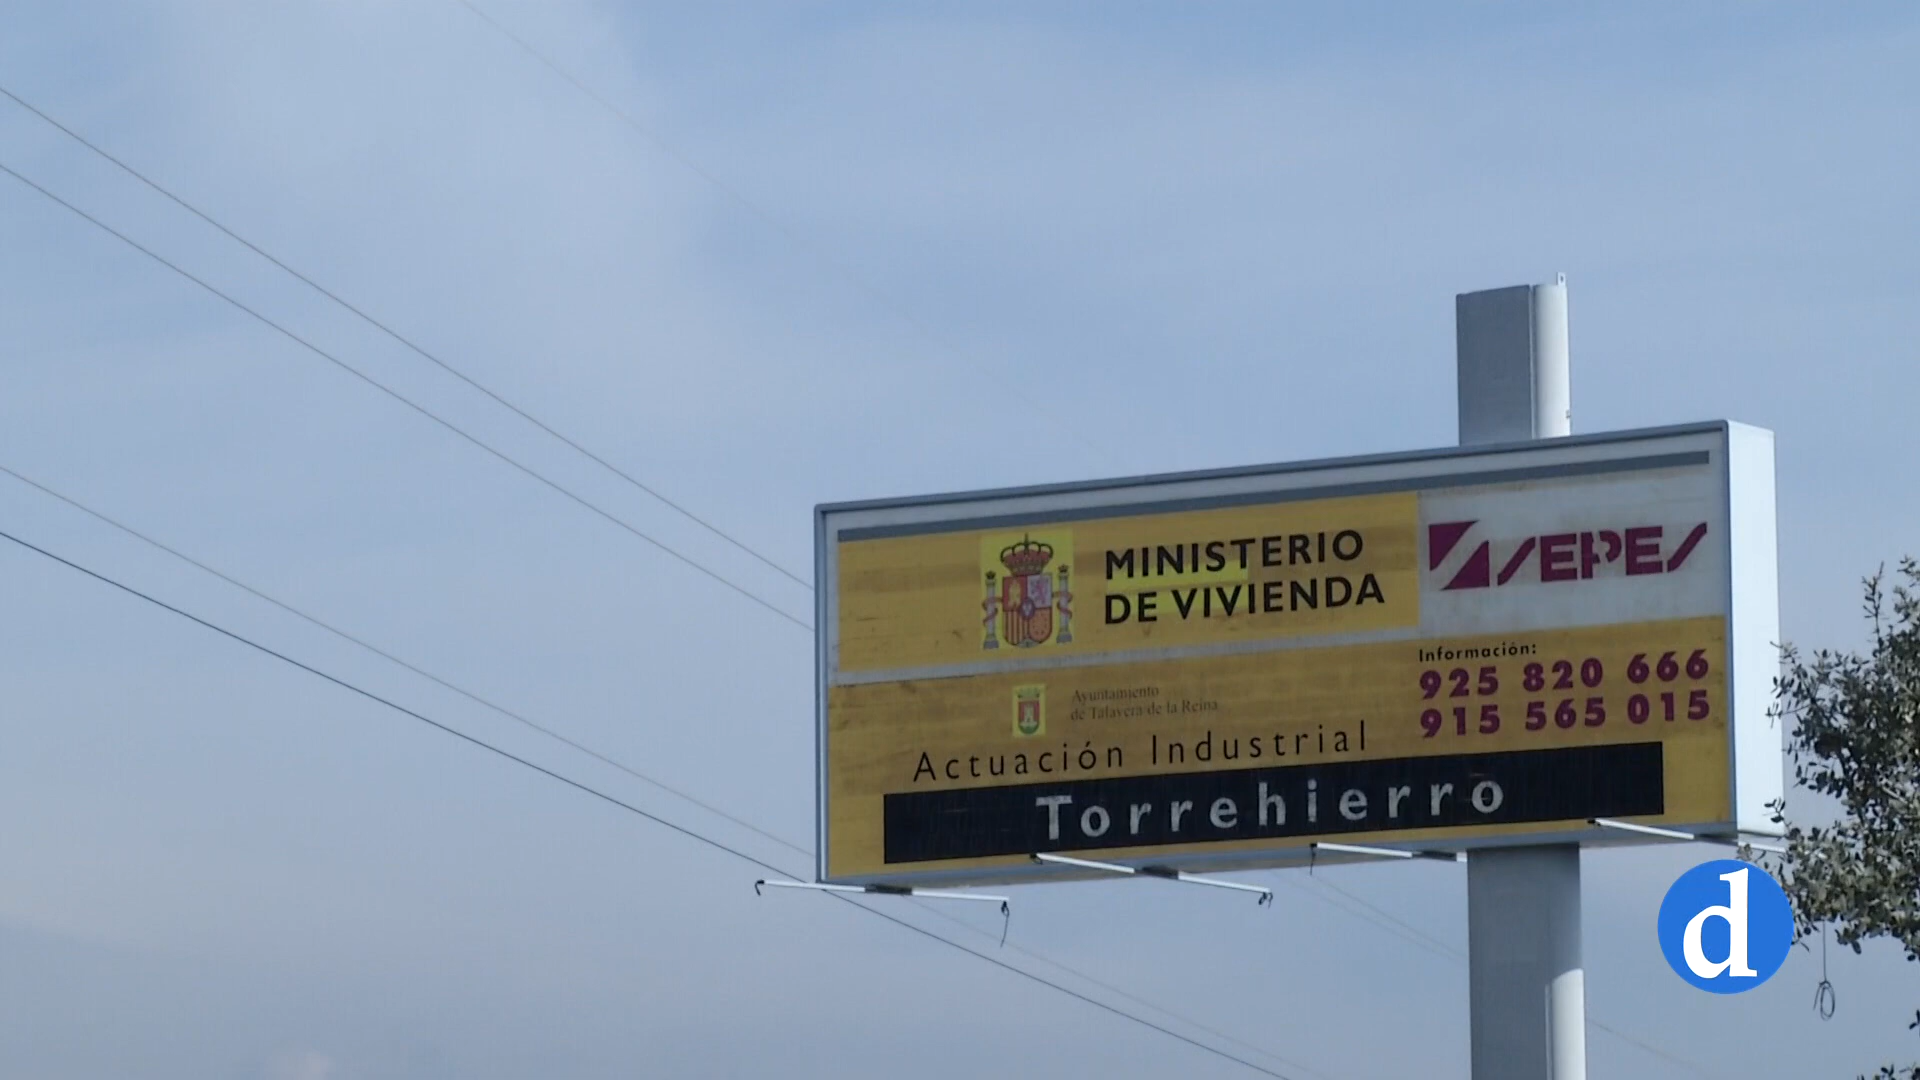 MINISTERIO
DE VIVIENDA
SEPES
Información:
925 820 666
915 565 015
Ayuntamiento
de Talavera de la Reina
Actuación Industrial
Torrehierro
d